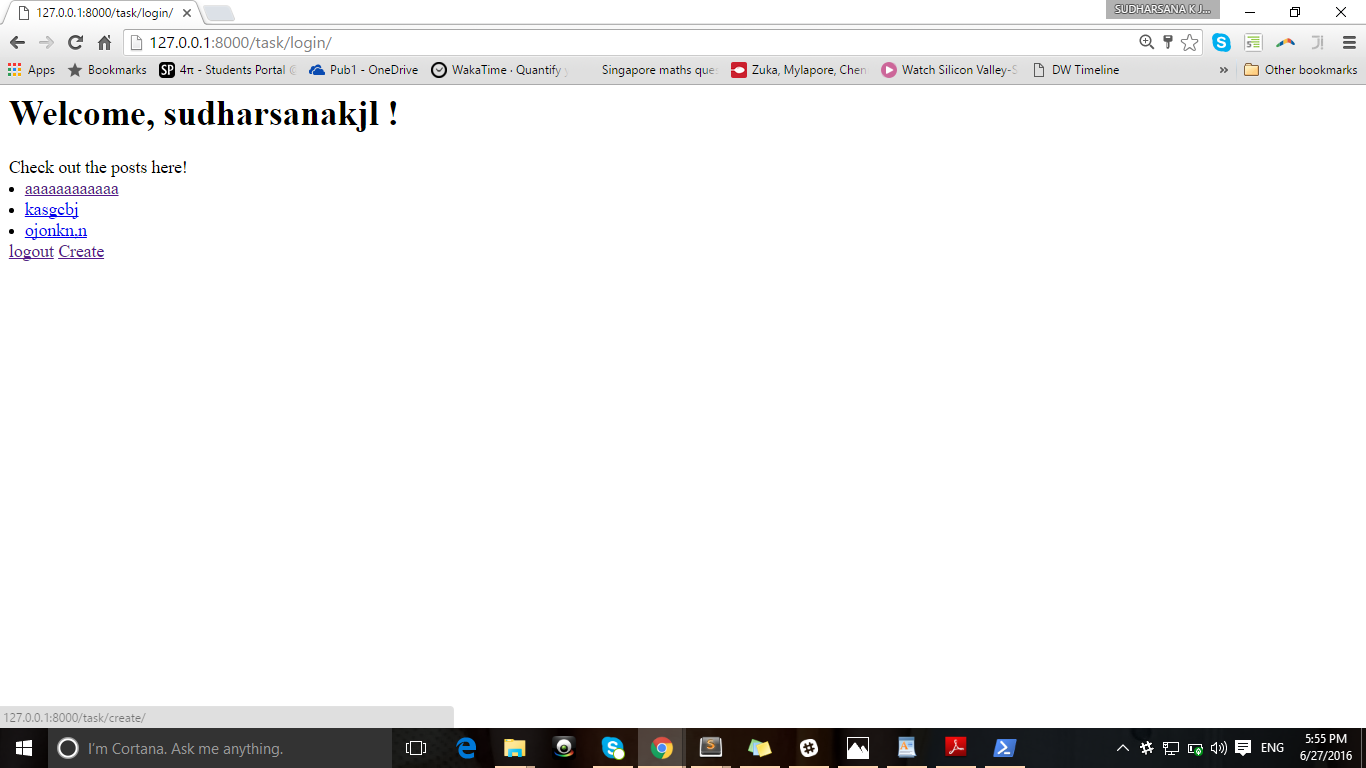 127.0.0.1:8000/task/login/
SUDHARSANA K J...
127.0.0.1:8000/task/login/
Apps Bookmarks 4π - Students Portal Pub1 - OneDrive WakaTime · Quantify Singapore maths que Zuka, Mylapore, Chen Watch Silicon Valley- DW Timeline » Other bookmarks
Welcome, sudharsanakjl !
Check out the posts here!
aaaaaaaaaaaa
kasgcbj
ojonkn,n
logout Create
127.0.0.1:8000/task/create/
I'm Cortana. Ask me anything.
ENG
5:55 PM
6/27/2016